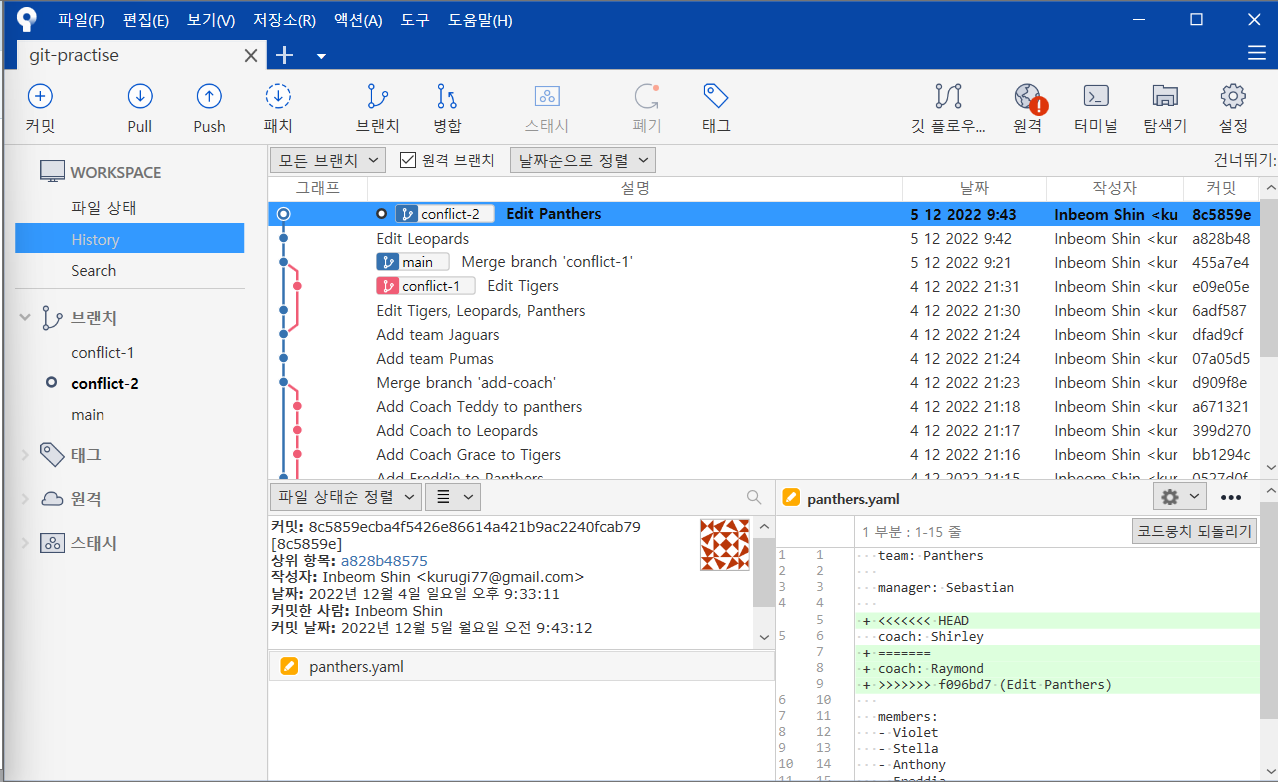 파일(F) 편집(E) 보기(V) 저장소(R) 액션(A) 도구 도움말(H)
git-practise
커밋 Pull Push 패치 브랜치 병합 스태시 폐기 태그 깃 플로우... 원격 터미널 탐색기 설정
WORKSPACE
파일 상태
History
Search
브랜치
conflict-1
conflict-2
main
태그
원격
스태시
모든 브랜치 원격 브랜치 날짜순으로 정렬 건너뛰기:
그래프 설명 날짜 작성자 커밋
conflict-2 Edit Panthers 5 12 2022 9:43 Inbeom Shin <ku 8c5859e
Edit Leopards 5 12 2022 9:42 Inbeom Shin <kur a828b48
main Merge branch 'conflict-1' 5 12 2022 9:21 Inbeom Shin <kur 455a7e4
conflict-1 Edit Tigers 4 12 2022 21:31 Inbeom Shin <kur e09e05e
Edit Tigers, Leopards, Panthers 4 12 2022 21:30 Inbeom Shin <kur 6adf587
Add team Jaguars 4 12 2022 21:24 Inbeom Shin <kur dfad9cf
Add team Pumas 4 12 2022 21:24 Inbeom Shin <kur 07a05d5
Merge branch 'add-coach' 4 12 2022 21:23 Inbeom Shin <kur d909f8e
Add Coach Teddy to panthers 4 12 2022 21:18 Inbeom Shin <kur a671321
Add Coach to Leopards 4 12 2022 21:17 Inbeom Shin <kur 399d270
Add Coach Grace to Tigers 4 12 2022 21:16 Inbeom Shin <kur bb1294c
Add Freddie to Panthers 4 12 2022 21:15 Inbeom Shin <kur 0527d0f
파일 상태순 정렬
커밋: 8c5859ecba4f5426e86614a421b9ac2240fcab79
[8c5859e]
상위 항목: a828b48575
작성자: Inbeom Shin <kurugi77@gmail.com>
날짜: 2022년 12월 4일 일요일 오후 9:33:11
커밋한 사람: Inbeom Shin
커밋 날짜: 2022년 12월 5일 월요일 오전 9:43:12
panthers.yaml
panthers.yaml
1 부분 : 1-15 줄 코드뭉치 되돌리기
1 1 team: Panthers
2 2
3 3 manager: Sebastian
4 4
5 + <<<<<<< HEAD
5 6 coach: Shirley
7 + =======
8 + coach: Raymond
9 + >>>>>>> f096bd7 (Edit Panthers)
6 10
7 11 members:
8 12 - Violet
9 13 - Stella
10 14 - Anthony
11 15 - Freddie